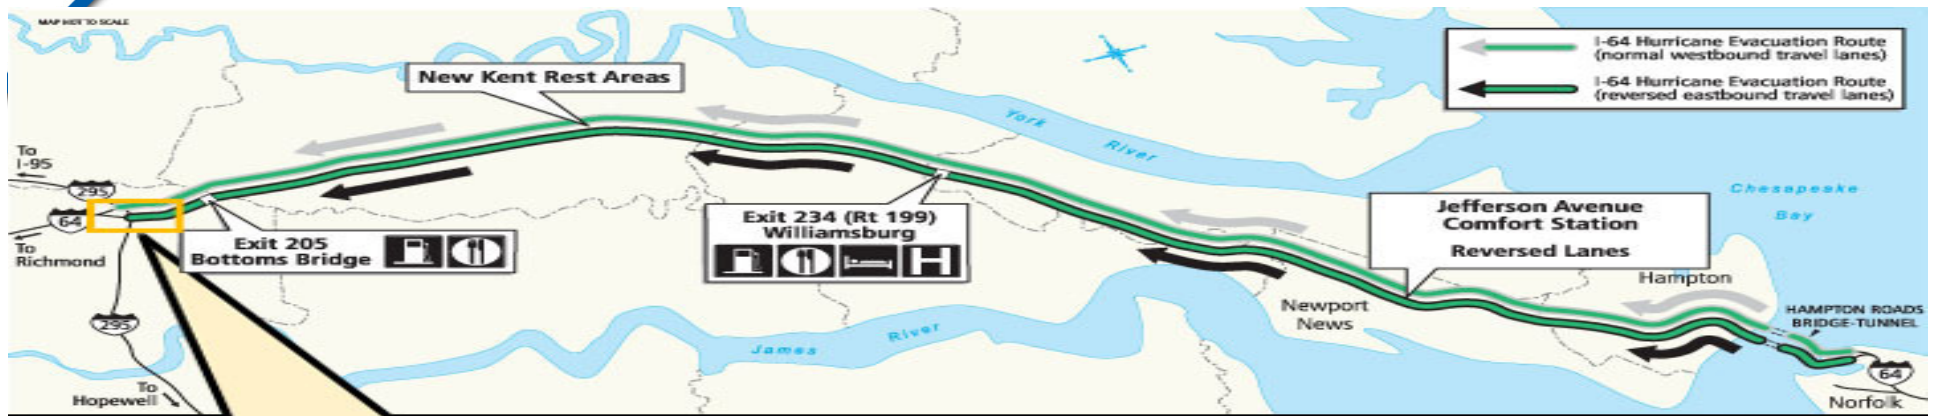 MAP NOT TO SCALE
I-64 Hurricane Evacuation Route
(normal westbound travel lanes)
I-64 Hurricane Evacuation Route
(reversed eastbound travel lanes)
New Kent Rest Areas
York
River
To
I-95
295
64
To
Richmond
Exit 205
Bottoms Bridge
Exit 234 (Rt 199)
Williamsburg
H
Jefferson Avenue
Comfort Station
Reversed Lanes
Chesapeake
Bay
Hampton
Newport
News
HAMPTON ROADS
BRIDGE-TUNNEL
295
James
River
64
Norfolk
To
Hopewell